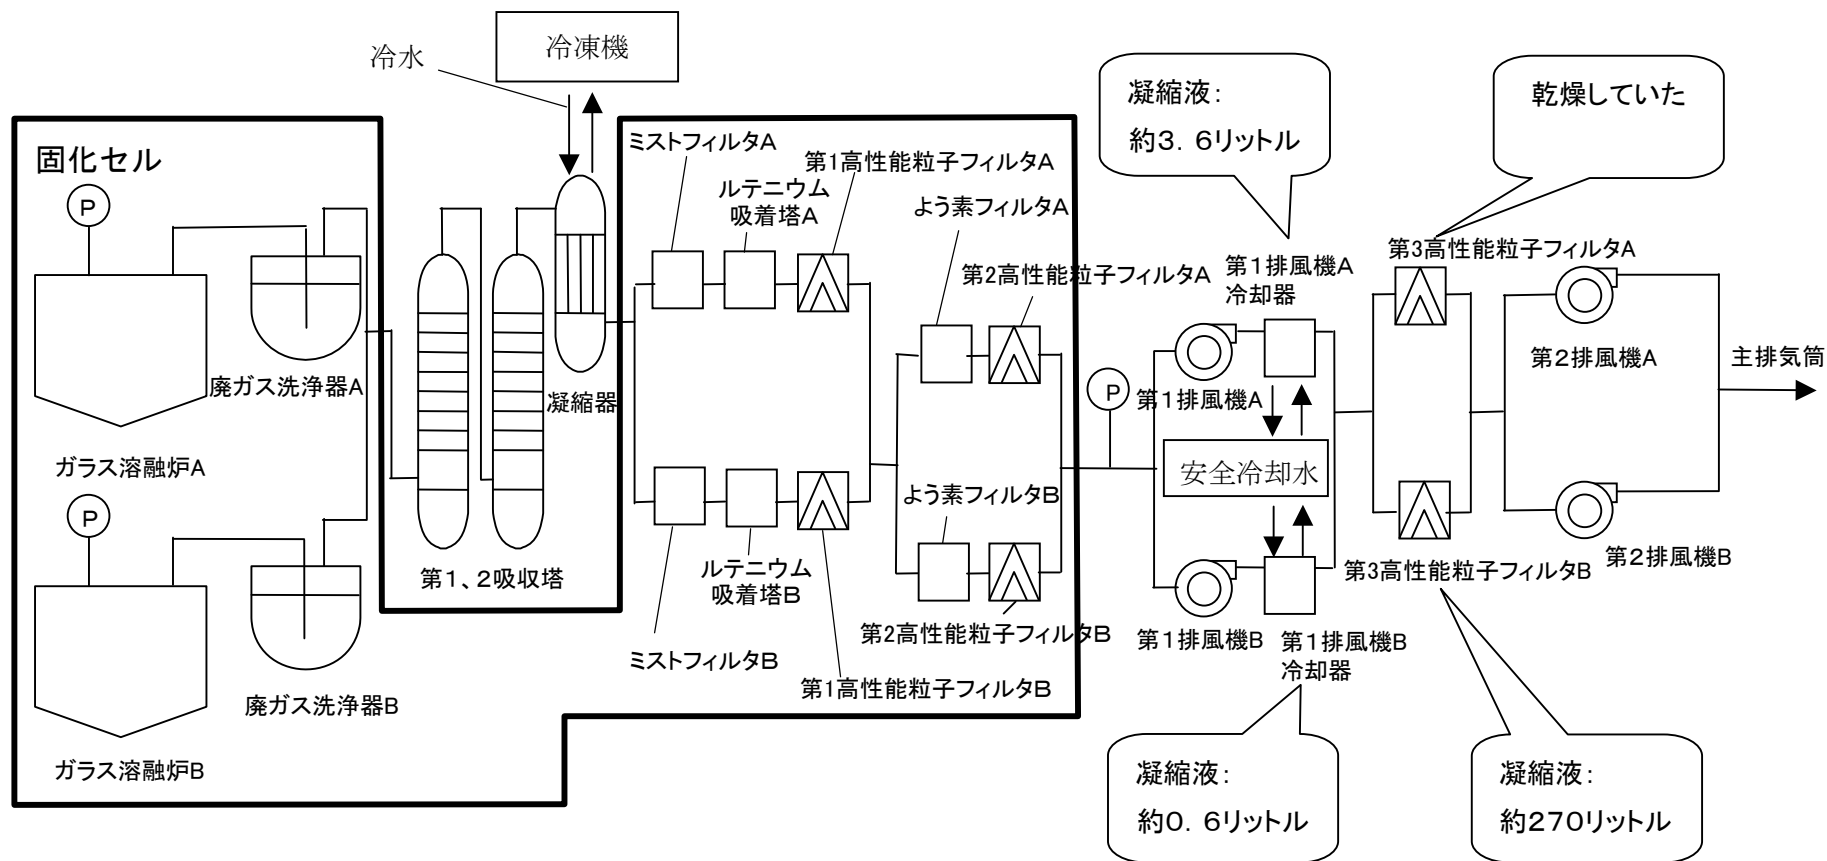 冷凍機
冷水
凝縮液:
約3.6リットル
乾燥していた
固化セル
P
ミストフィルタA
ルテニウム
吸着塔A
第1高性能粒子フィルタA
よう素フィルタA
第2高性能粒子フィルタA
第1排風機A
冷却器
第3高性能粒子フィルタA
廃ガス洗浄器A
凝縮器
P
第1排風機A
第2排風機A
主排気筒
ガラス溶融炉A
安全冷却水
P
よう素フィルタB
第1、2吸収塔
ルテニウム
吸着塔B
第3高性能粒子フィルタB
第2排風機B
第2高性能粒子フィルタB
第1排風機B
第1排風機B
冷却器
ミストフィルタB
第1高性能粒子フィルタB
廃ガス洗浄器B
ガラス溶融炉B
凝縮液:
約0.6リットル
凝縮液:
約270リットル